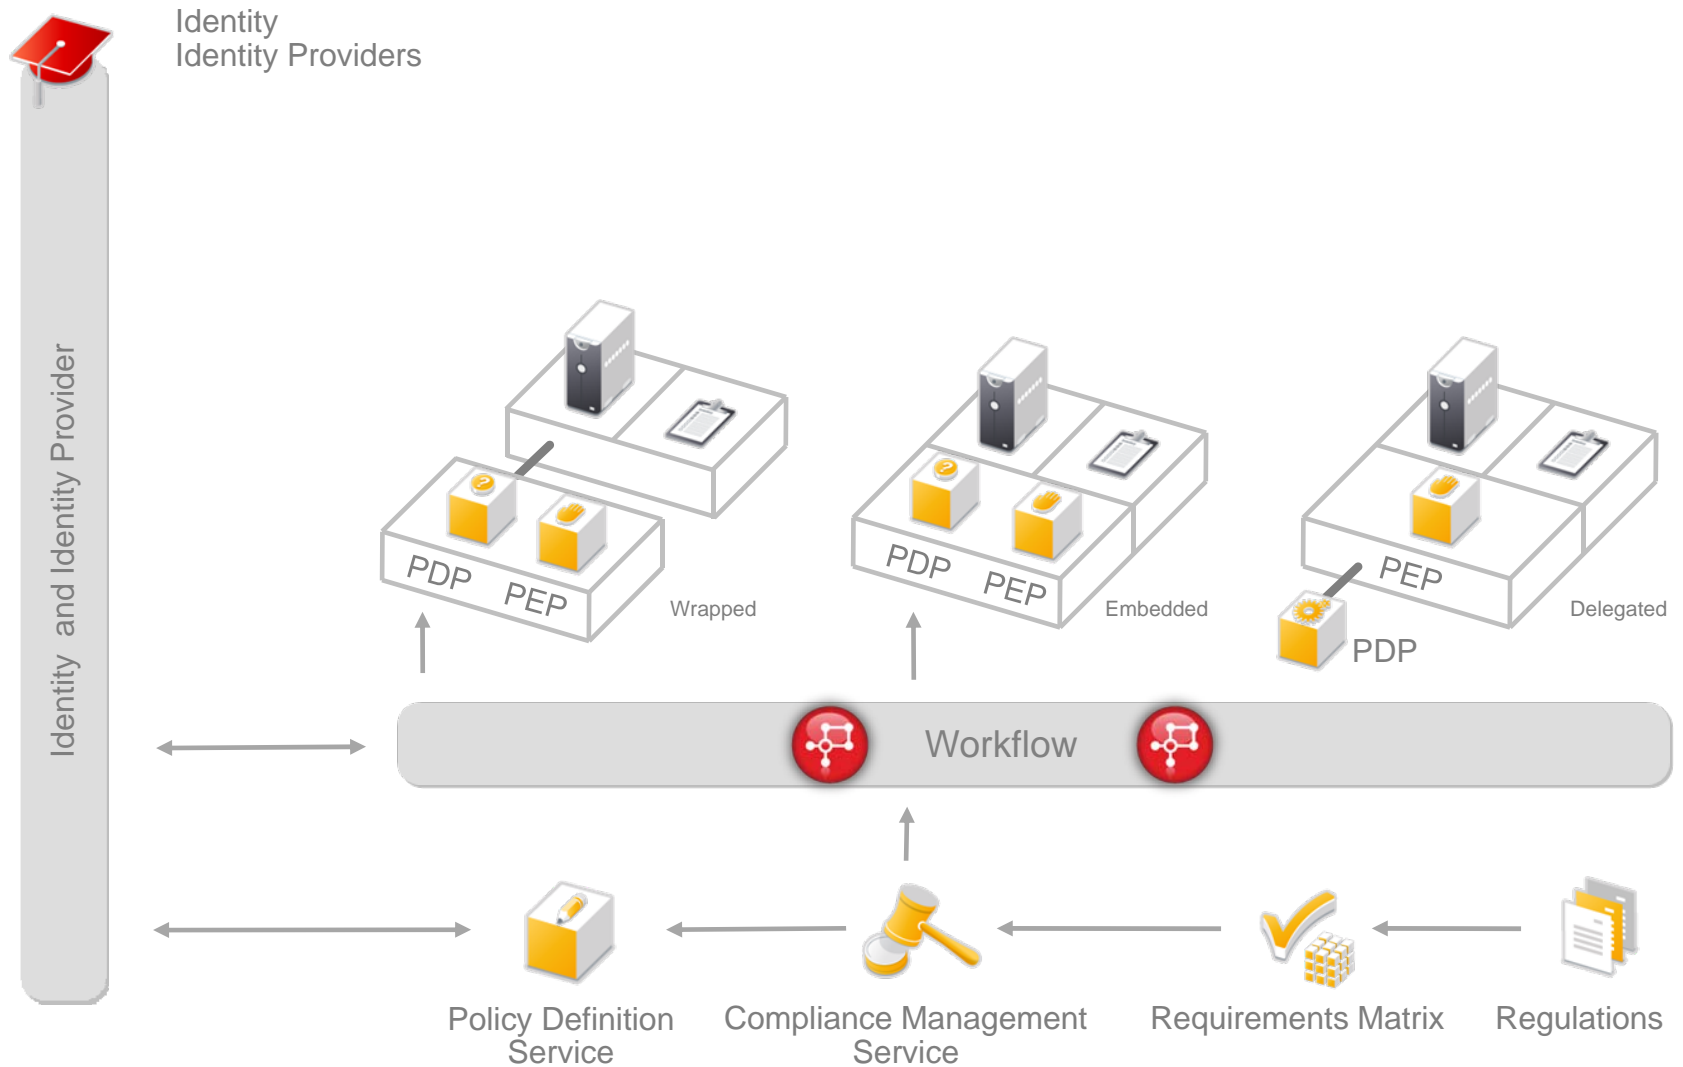 Identity
Identity Providers
Identity and Identity Provider
PDP
PEP
Wrapped
PDP
PEP
Embedded
PEP
Delegated
PDP
Workflow
Policy Definition
Service
Compliance Management
Service
Requirements Matrix
Regulations